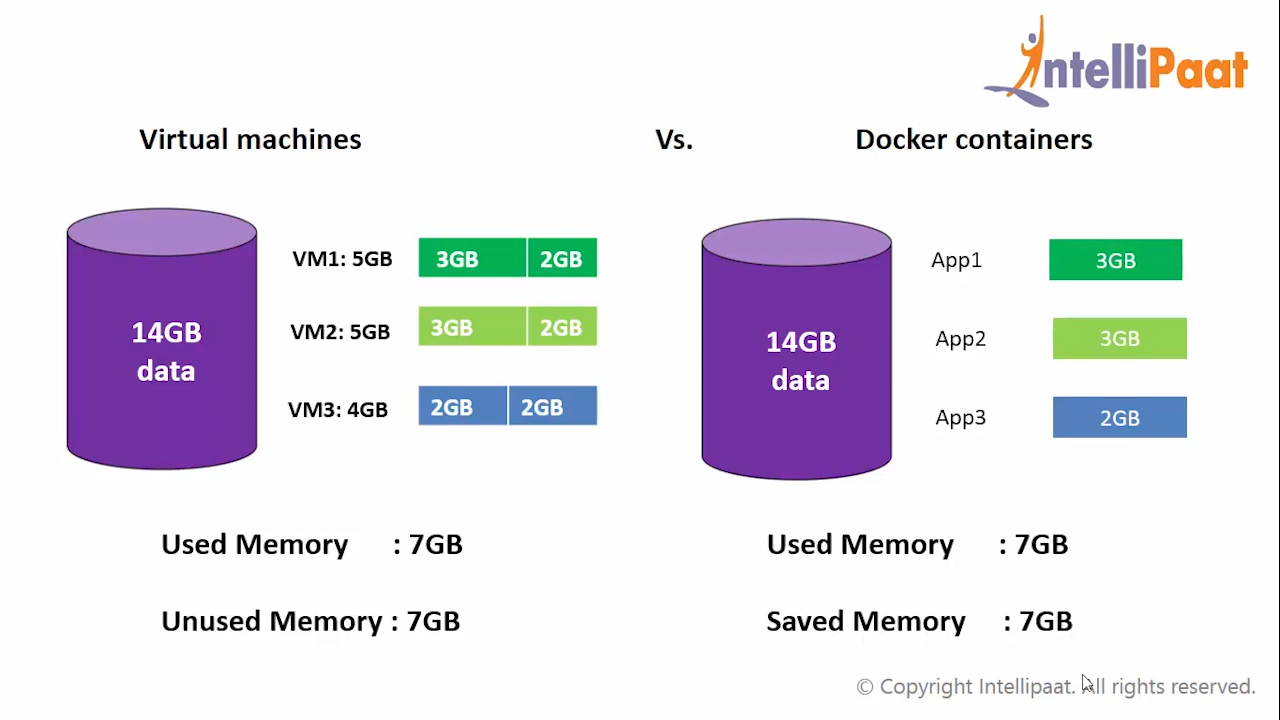 IntelliPaat
Virtual machines Vs. Docker containers
14GB
data
VM1: 5GB 3GB 2GB
VM2: 5GB 3GB 2GB
VM3: 4GB 2GB 2GB
Used Memory : 7GB
Unused Memory : 7GB
14GB
data
App1 3GB
App2 3GB
App3 2GB
Used Memory : 7GB
Saved Memory : 7GB
© Copyright Intellipaat. All rights reserved.